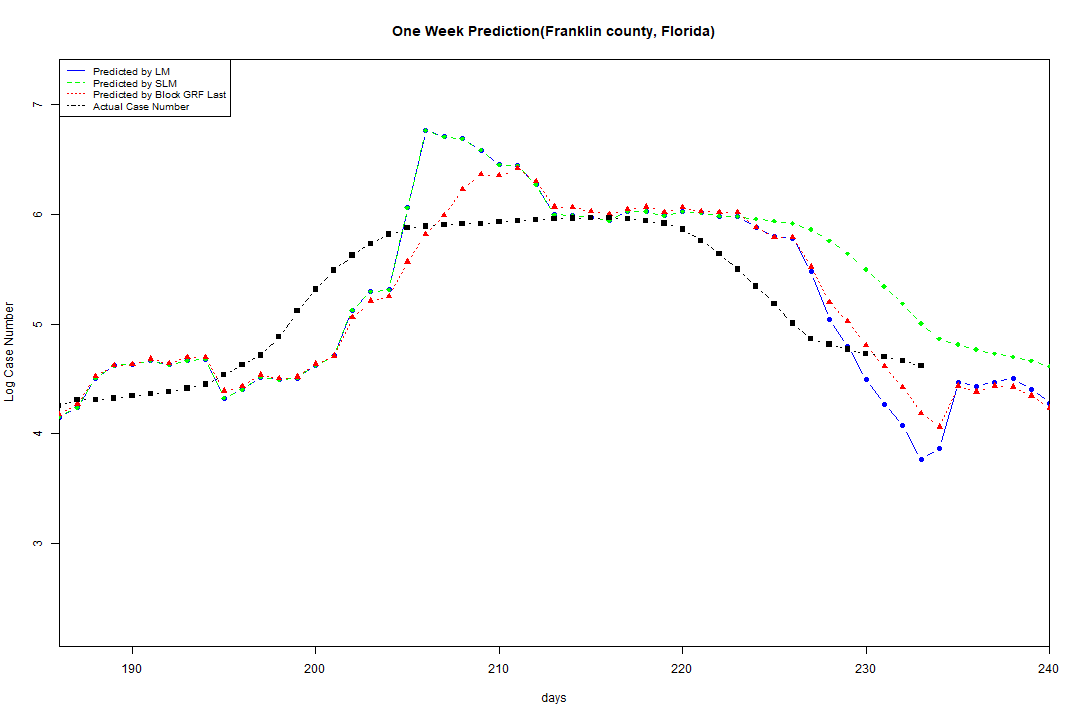 One Week Prediction(Franklin county, Florida)
Predicted by LM
Predicted by SLM
Predicted by Block GRF Last
Actual Case Number
7
6
5
4
3
Log Case Number
190 200 210 220 230 240
days